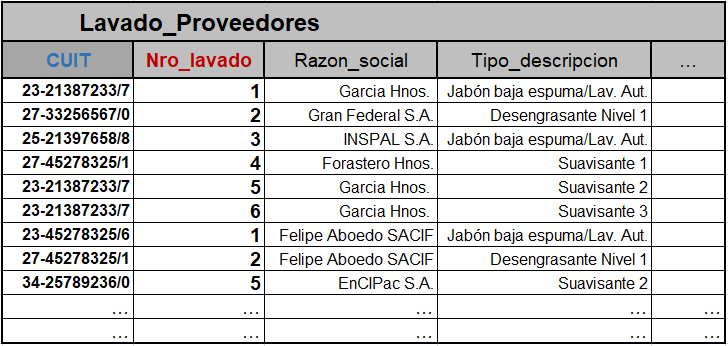 Lavado_Proveedores
CUIT Nro_lavado Razon_social Tipo_descripcion ...
23-21387233/7 1 Garcia Hnos. Jabón baja espuma/Lav. Aut.
27-33256567/0 2 Gran Federal S.A. Desengrasante Nivel 1
25-21397658/8 3 INSPAL S.A. Jabón baja espuma/Lav. Aut.
27-45278325/1 4 Forastero Hnos. Suavisante 1
23-21387233/7 5 Garcia Hnos. Suavisante 2
23-21387233/7 6 Garcia Hnos. Suavisante 3
23-45278325/6 1 Felipe Aboedo SACIF Jabón baja espuma/Lav. Aut.
27-45278325/1 2 Felipe Aboedo SACIF Desengrasante Nivel 1
34-25789236/0 5 EnCIPac S.A. Suavisante 2
... ... ... ... ...
... ... ... ... ...